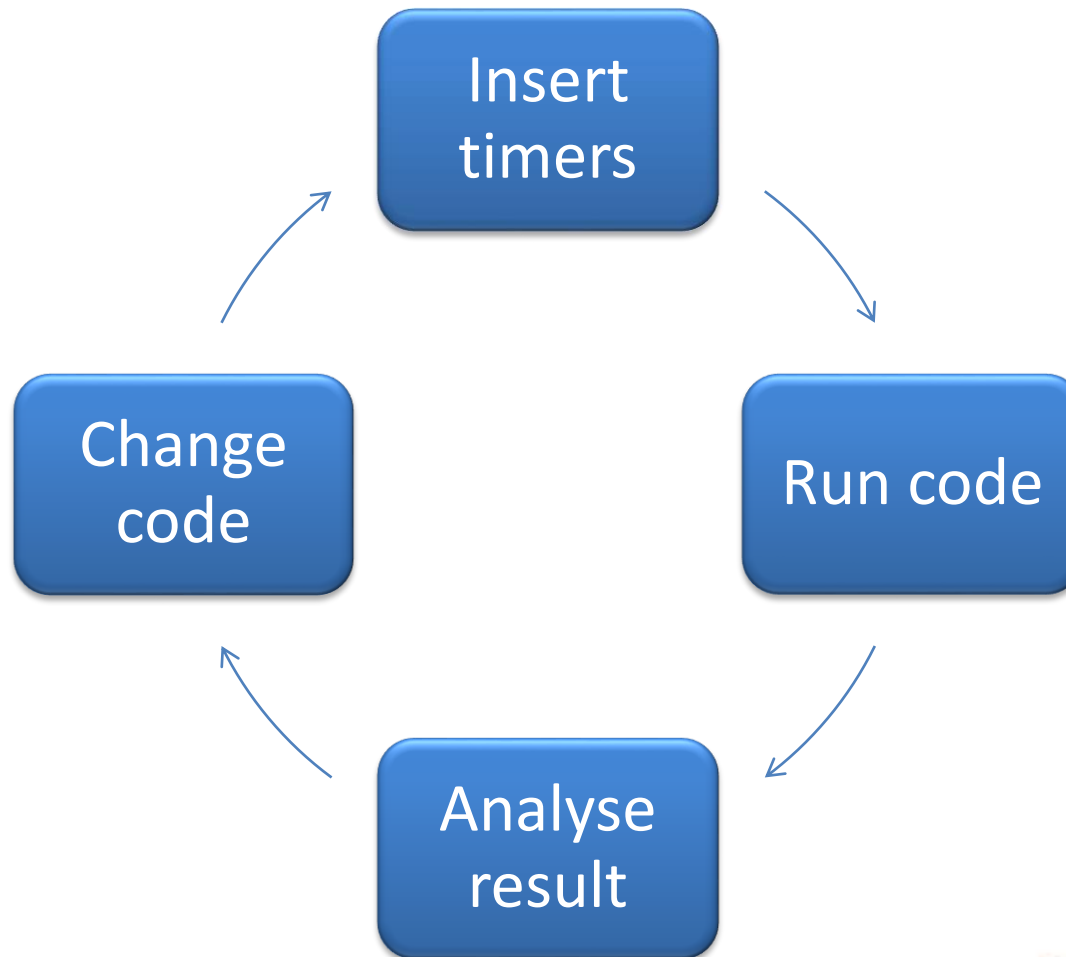 Insert
timers
Change
code
Run code
Analyse
result